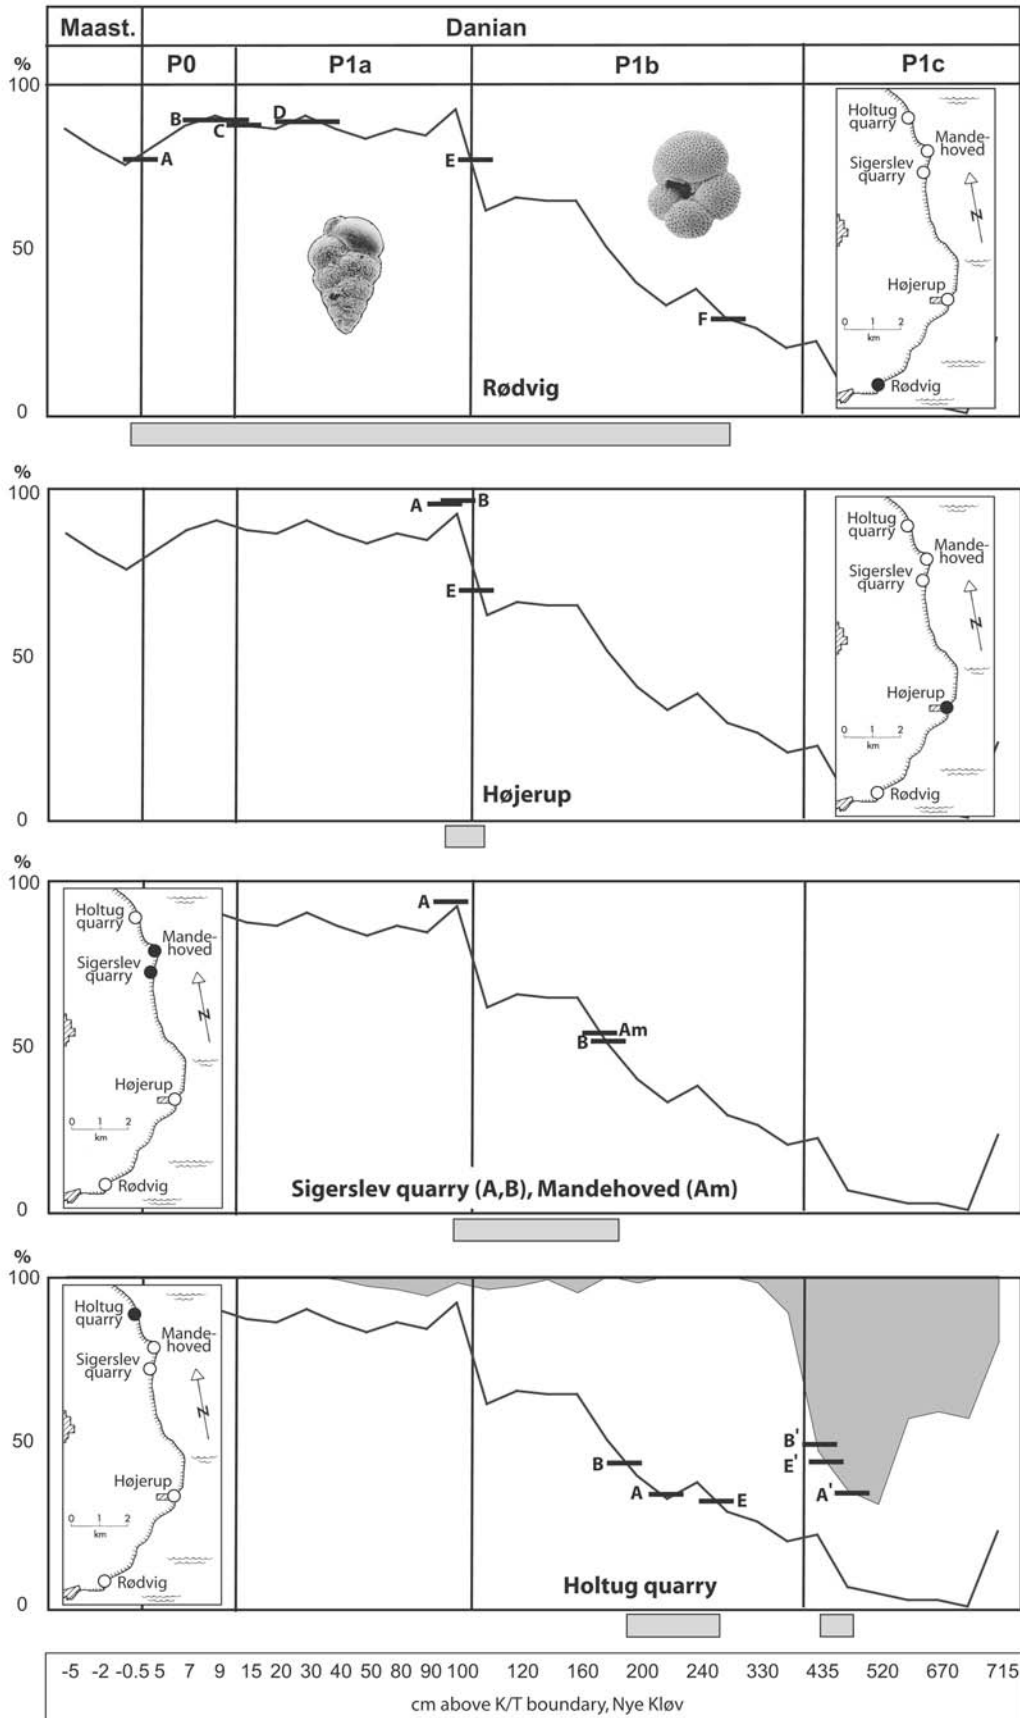 Maast. Danian
% P0 P1a P1b P1c
100
B
C
D
A
E
50
F
0
Rødvig
Holtug
quarry
Mande-
hoved
Sigerslev
quarry
N
Højerup
0 1 2
km
Rødvig
%
100
A
B
E
50
0
Højerup
Holtug
quarry
Mande-
hoved
Sigerslev
quarry
N
Højerup
0 1 2
km
Rødvig
%
100
Holtug
quarry
Mande-
hoved
Sigerslev
quarry
N
Højerup
0 1 2
km
Rødvig
A
50
Am
B
0
Sigerslev quarry (A,B), Mandehoved (Am)
%
100
Holtug
quarry
Mande-
hoved
Sigerslev
quarry
N
Højerup
0 1 2
km
Rødvig
50
B
A
E
B'
E'
A'
0
Holtug quarry
-5 -2 -0.5 5 7 9 15 20 30 40 80 80 90 100 120 160 200 240 330 435 520 670 715
cm above K/T boundary, Nye Kløv